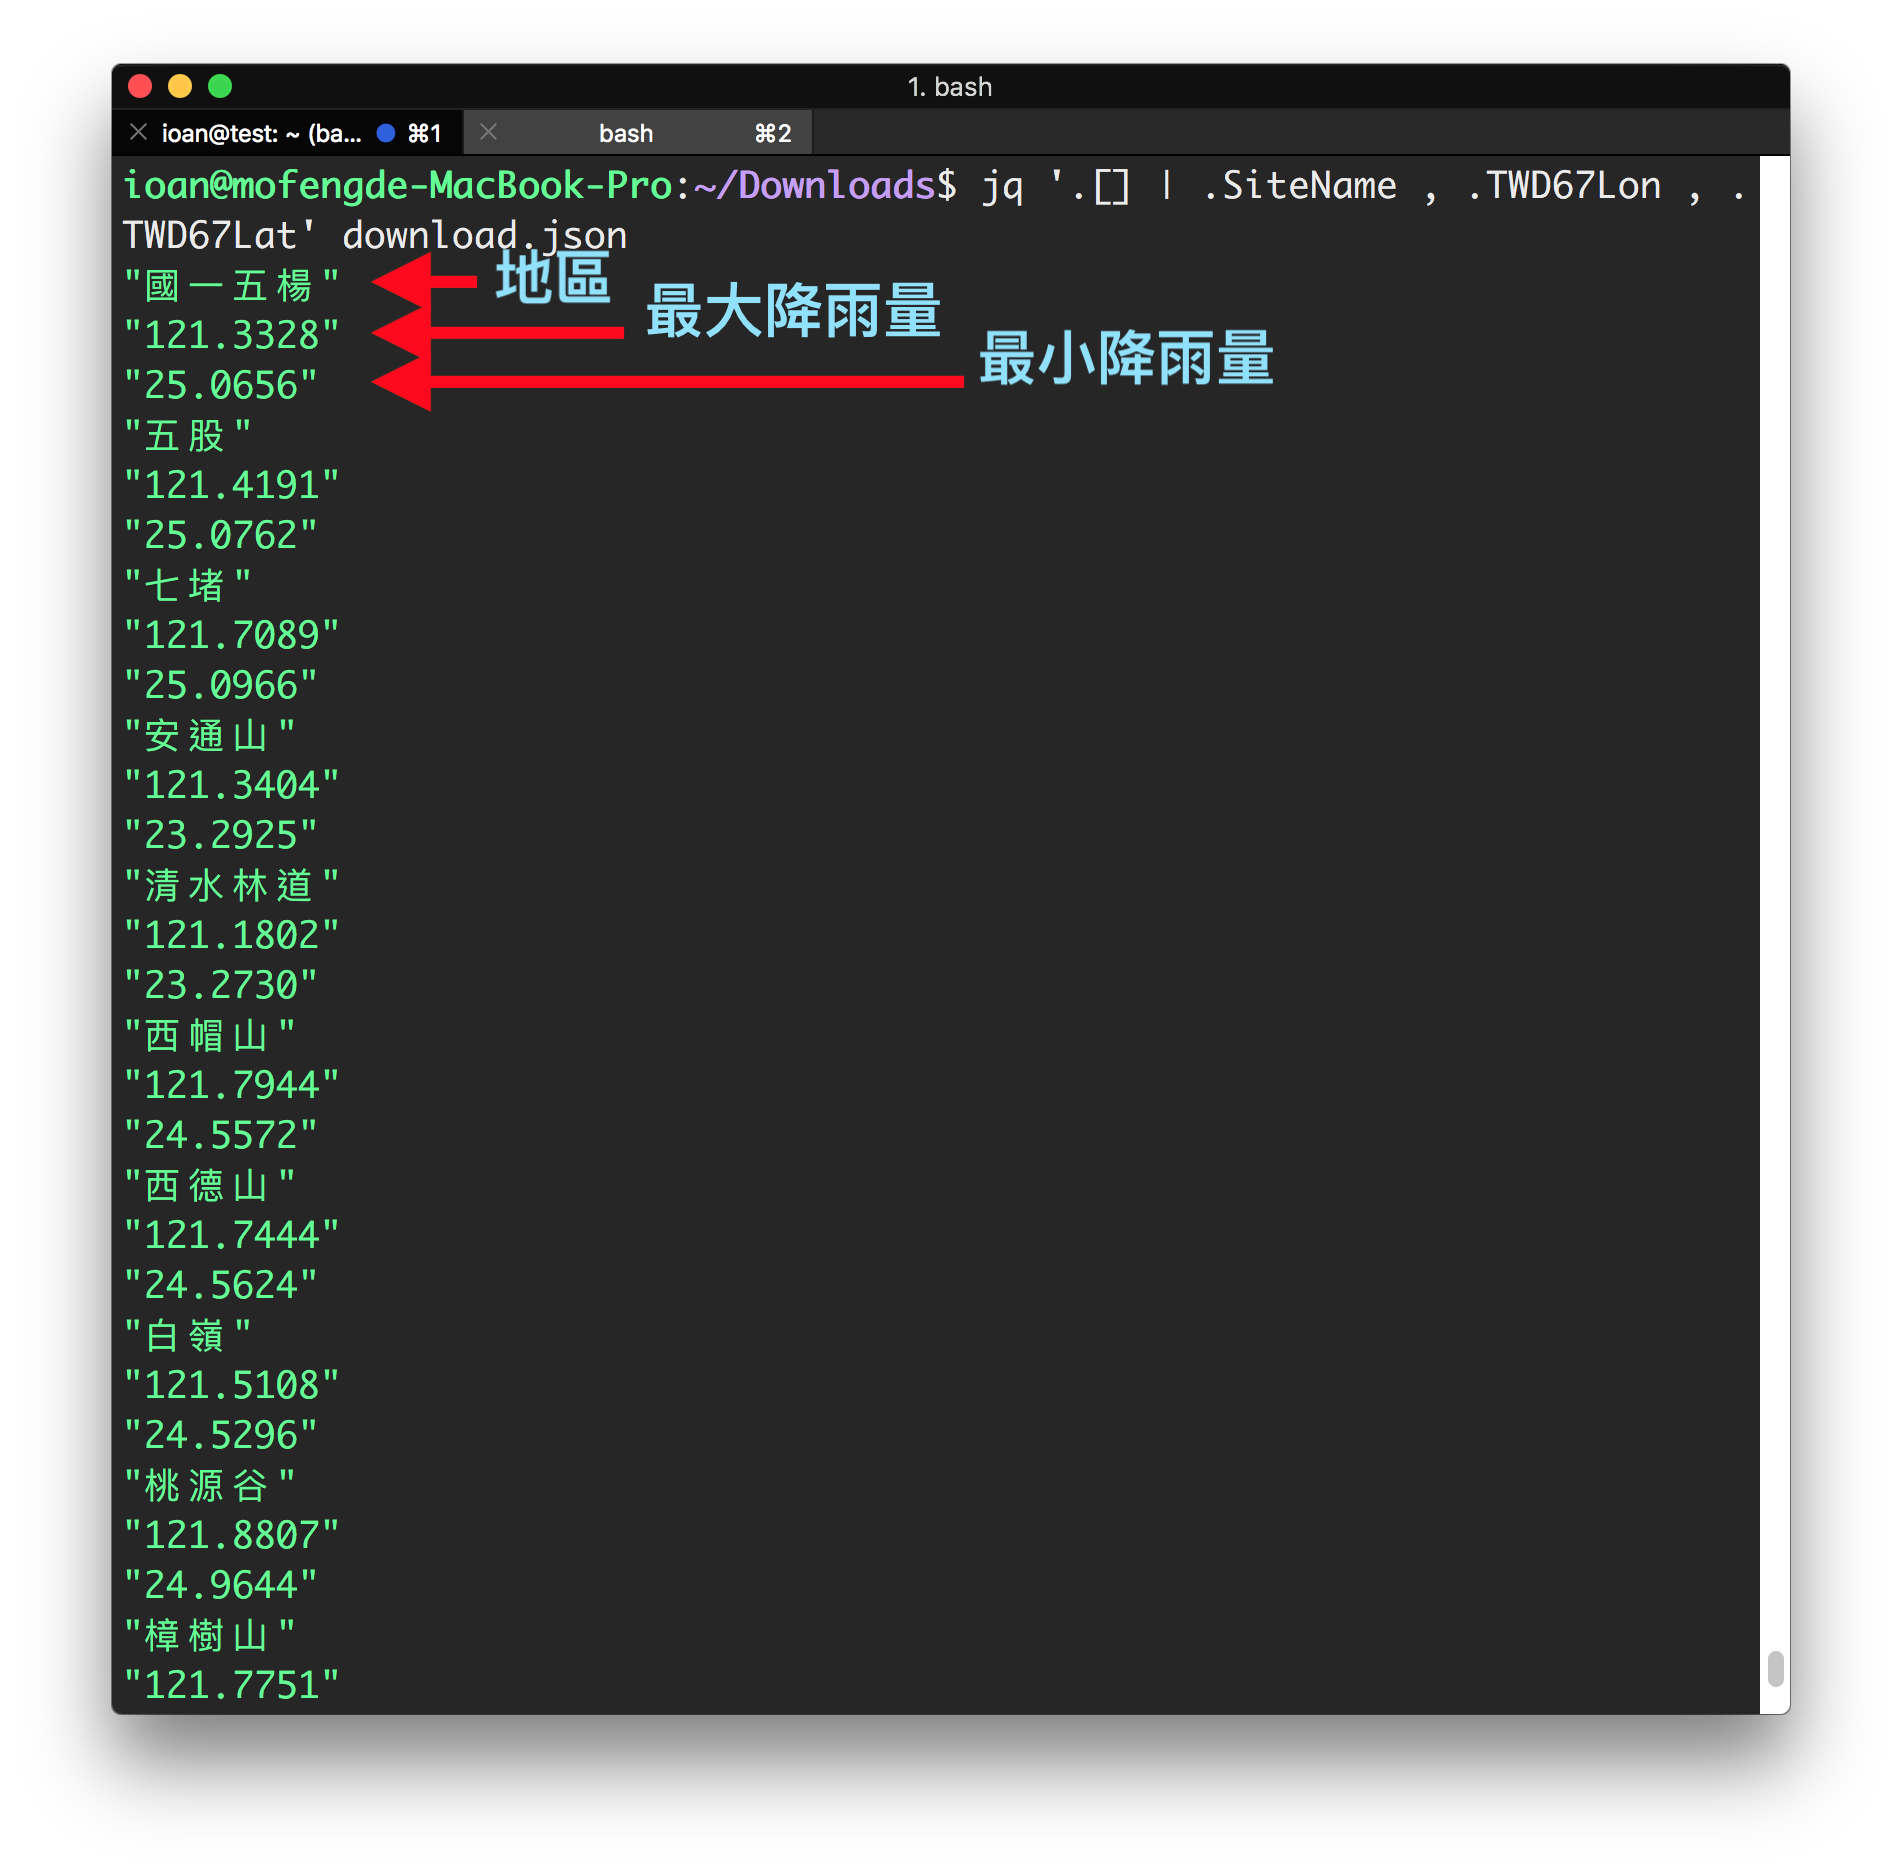 1. bash
ioan@test: ~ (ba... ⌘1 bash ⌘2
ioan@mofengde-MacBook-Pro:~/Downloads$ jq '.[] | .SiteName , .TWD67Lon , .
TWD67Lat' download.json
"國一五楊" 地區
"121.3328" 最大降雨量
"25.0656" 最小降雨量
"五股"
"121.4191"
"25.0762"
"七堵"
"121.7089"
"25.0966"
"安通山"
"121.3404"
"23.2925"
"清水林道"
"121.1802"
"23.2730"
"西帽山"
"121.7944"
"24.5572"
"西德山"
"121.7444"
"24.5624"
"白嶺"
"121.5108"
"24.5296"
"桃源谷"
"121.8807"
"24.9644"
"樟樹山"
"121.7751"